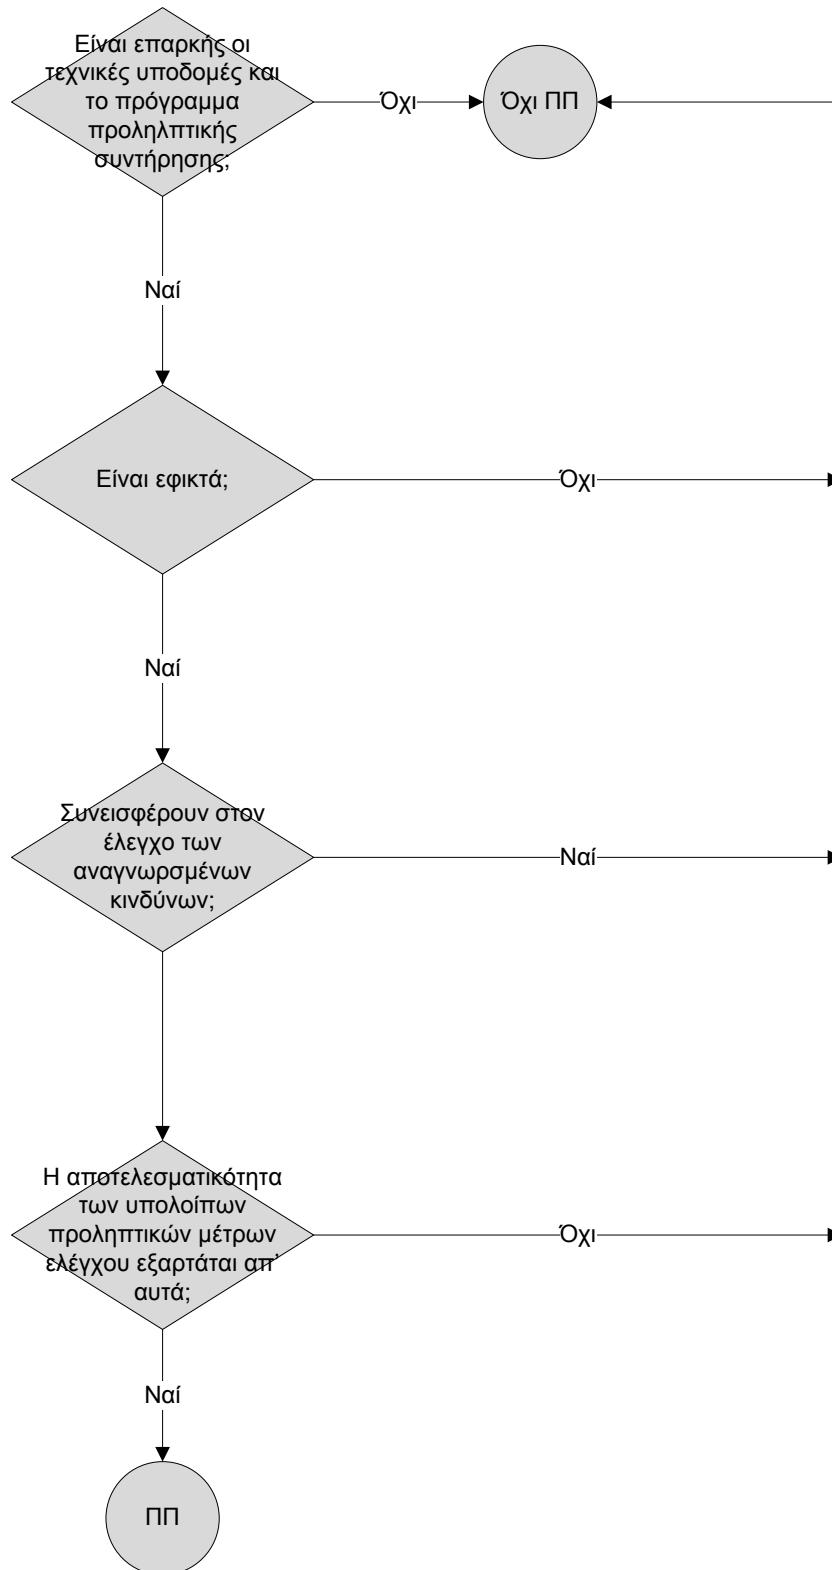 Είναι επαρκής οι
τεχνικές υποδομές και
το πρόγραμμα
προληλπτικής
συντήρησης;
Όχι
Όχι ΠΠ
Ναί
Είναι εφικτά;
Όχι
Ναί
Συνεισφέρουν στον
έλεγχο των
αναγνωρσμένων
κινδύνων;
Ναί
Η αποτελεσματικότητα
των υπολοίπων
προληπτικών μέτρων
ελέγχου εξαρτάται απ΄
αυτά;
Όχι
Ναί
ΠΠ